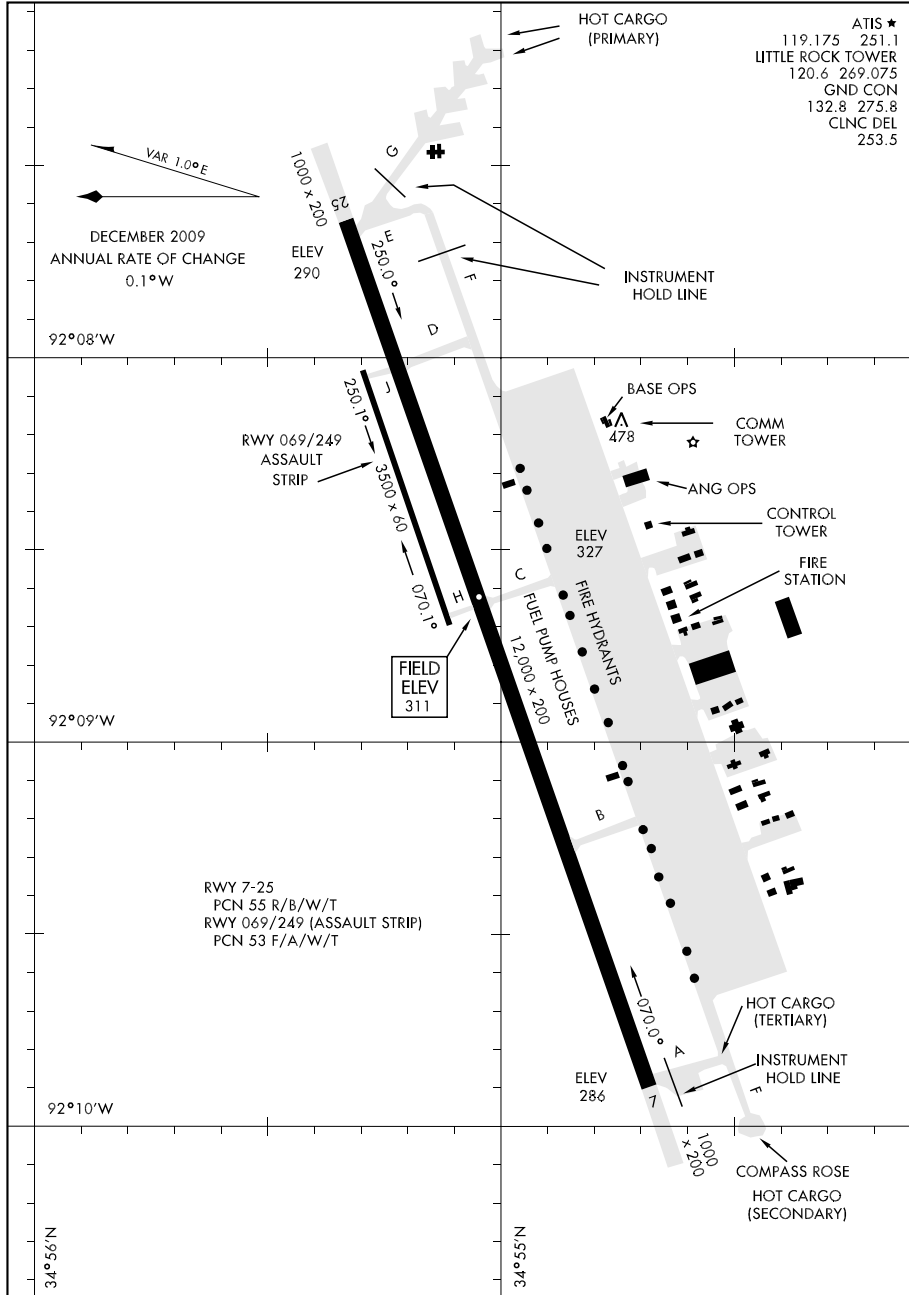 HOT CARGO
(PRIMARY)
ATIS ★
119.175 251.1
LITTLE ROCK TOWER
120.6 269.075
GND CON
132.8 275.8
CLNC DEL
253.5
VAR 1.0° E
DECEMBER 2009
ANNUAL RATE OF CHANGE
0.1° W
1000 x 200
25
G
E
F
ELEV
290
250.0°
INSTRUMENT
HOLD LINE
D
92°08'W
J
BASE OPS
478
COMM
TOWER
250.1°
RWY 069/249
ASSAULT
STRIP
3500 x 60
070.1°
ANG OPS
CONTROL
TOWER
ELEV
327
FIRE
STATION
H
C
FIRE HYDRANTS
FUEL PUMP HOUSES
12,000 x 200
FIELD
ELEV
311
92°09'W
B
RWY 7-25
PCN 55 R/B/W/T
RWY 069/249 (ASSAULT STRIP)
PCN 53 F/A/W/T
070.0°
A
HOT CARGO
(TERTIARY)
INSTRUMENT
HOLD LINE
ELEV
286
7
F
92°10'W
1000
x 200
COMPASS ROSE
HOT CARGO
(SECONDARY)
34°56'N
34°55'N